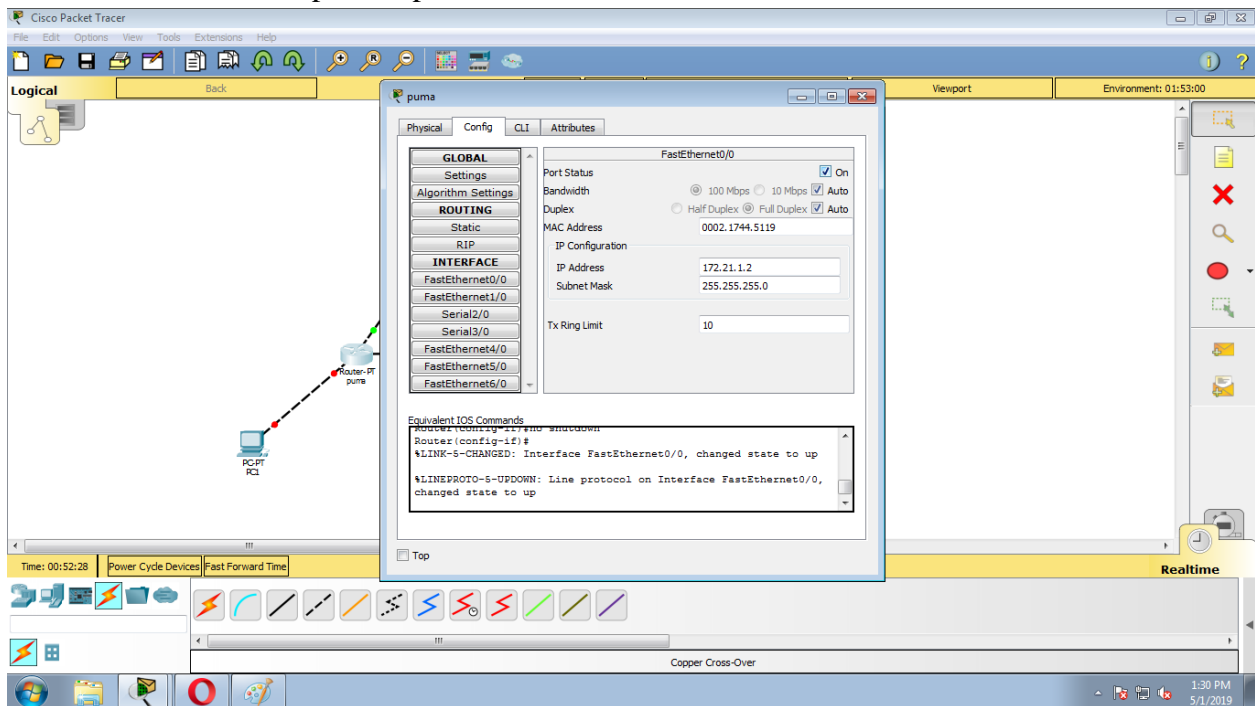 Cisco Packet Tracer
File Edit Options View Tools Extensions Help
Logical
Back
Viewport
Environment: 01:53:00
puma
Physical Config CLI Attributes
GLOBAL
Settings
Algorithm Settings
ROUTING
Static
RIP
INTERFACE
FastEthernet0/0
FastEthernet1/0
Serial2/0
Serial3/0
FastEthernet4/0
FastEthernet5/0
FastEthernet6/0
FastEthernet0/0
Port Status On
Bandwidth 100 Mbps 10 Mbps Auto
Duplex Half Duplex Full Duplex Auto
MAC Address 0002.1744.5119
IP Configuration
IP Address 172.21.1.2
Subnet Mask 255.255.255.0
Tx Ring Limit 10
Equivalent IOS Commands
Router(config-if)#no shutdown
Router(config-if)#
%LINK-5-CHANGED: Interface FastEthernet0/0, changed state to up
%LINEPROTO-5-UPDOWN: Line protocol on Interface FastEthernet0/0,
changed state to up
Top
Router-PT
puma
PC-PT
PC1
Time: 00:52:28 Power Cycle Devices Fast Forward Time
Realtime
Copper Cross-Over
1:30 PM
5/1/2019